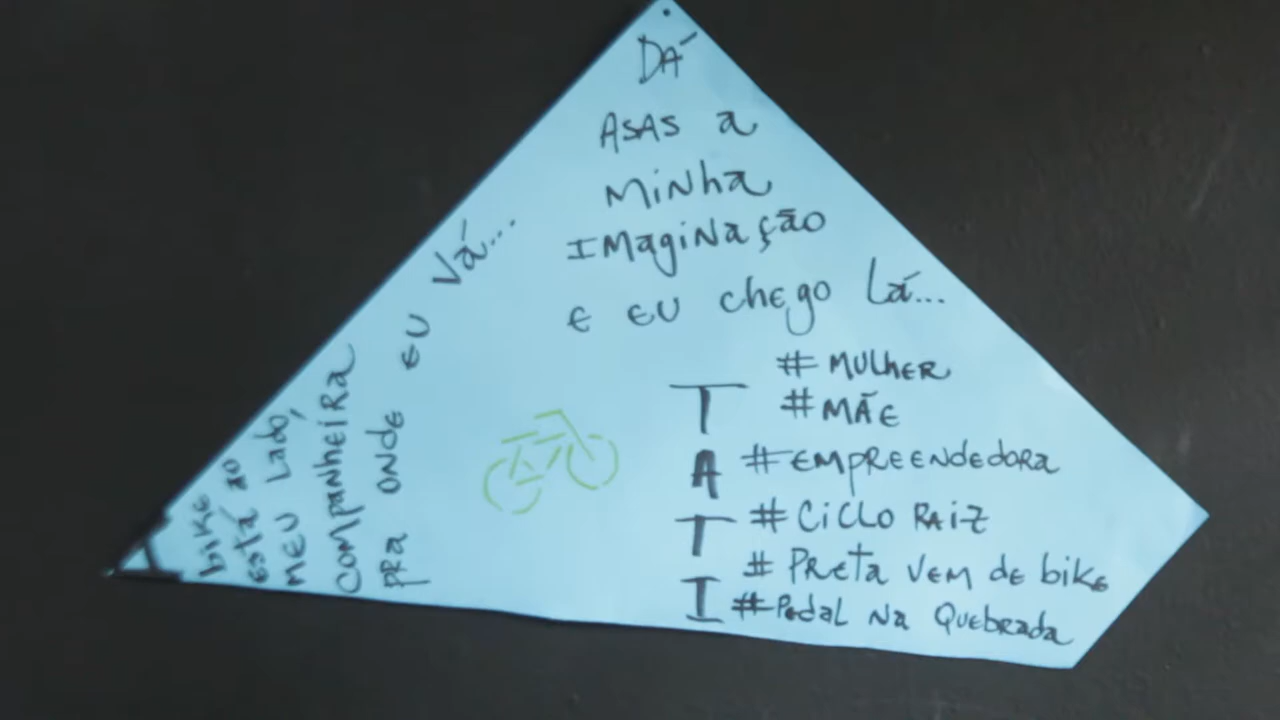 A
bike
está ao
meu lado,
companheira
pra onde eu vá...
DÁ
ASAS a
minha
imaginação
e eu chego lá...
TATI
# MULHER
# MÃE
# EMPREENDEDORA
# CICLO RAIZ
# Preta vem de bike
# Pedal na Quebrada